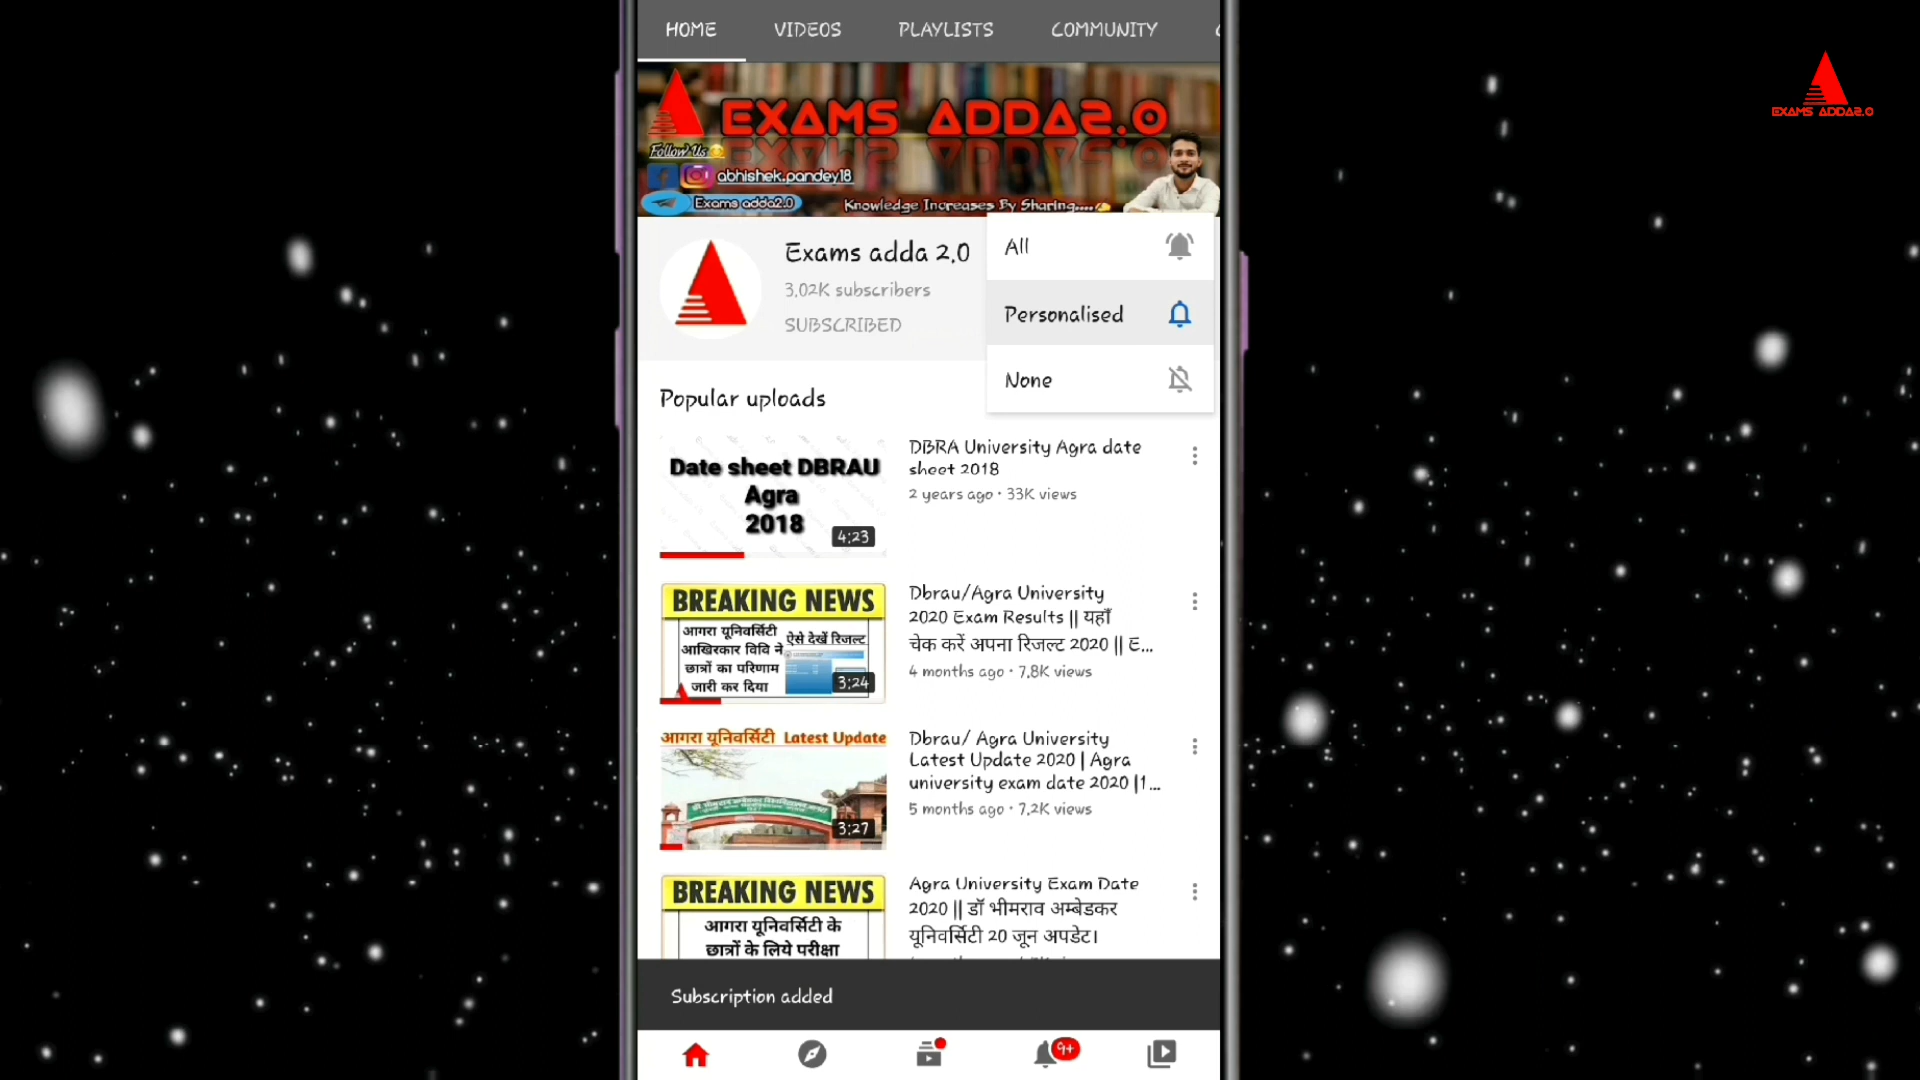 HOME VIDEOS PLAYLISTS COMMUNITY
EXAMS ADDA2.0
EXAMS ADDA2.0
Follow Us
abhishek.pandey18
Exams adda2.0
Knowledge Increases By Sharing....
Exams adda 2.0
3.02K subscribers
SUBSCRIBED
All
Personalised
None
Popular uploads
Date sheet DBRAU
Agra
2018
4:23
DBRA University Agra date
sheet 2018
2 years ago · 33K views
BREAKING NEWS
आगरा यूनिवर्सिटी
आखिरकार विवि ने
छात्रों का परिणाम
जारी कर दिया
ऐसे देखें रिजल्ट
3:24
Dbrau/Agra University
2020 Exam Results || यहाँ
चेक करें अपना रिजल्ट 2020 || E...
4 months ago · 7.8K views
आगरा यूनिवर्सिटी Latest Update
3:27
Dbrau/ Agra University
Latest Update 2020 | Agra
university exam date 2020 |1...
5 months ago · 7.2K views
BREAKING NEWS
आगरा यूनिवर्सिटी के
छात्रों के लिये परीक्षा
Agra University Exam Date
2020 || डॉ भीमराव अम्बेडकर
यूनिवर्सिटी 20 जून अपडेट।
Subscription added
9+